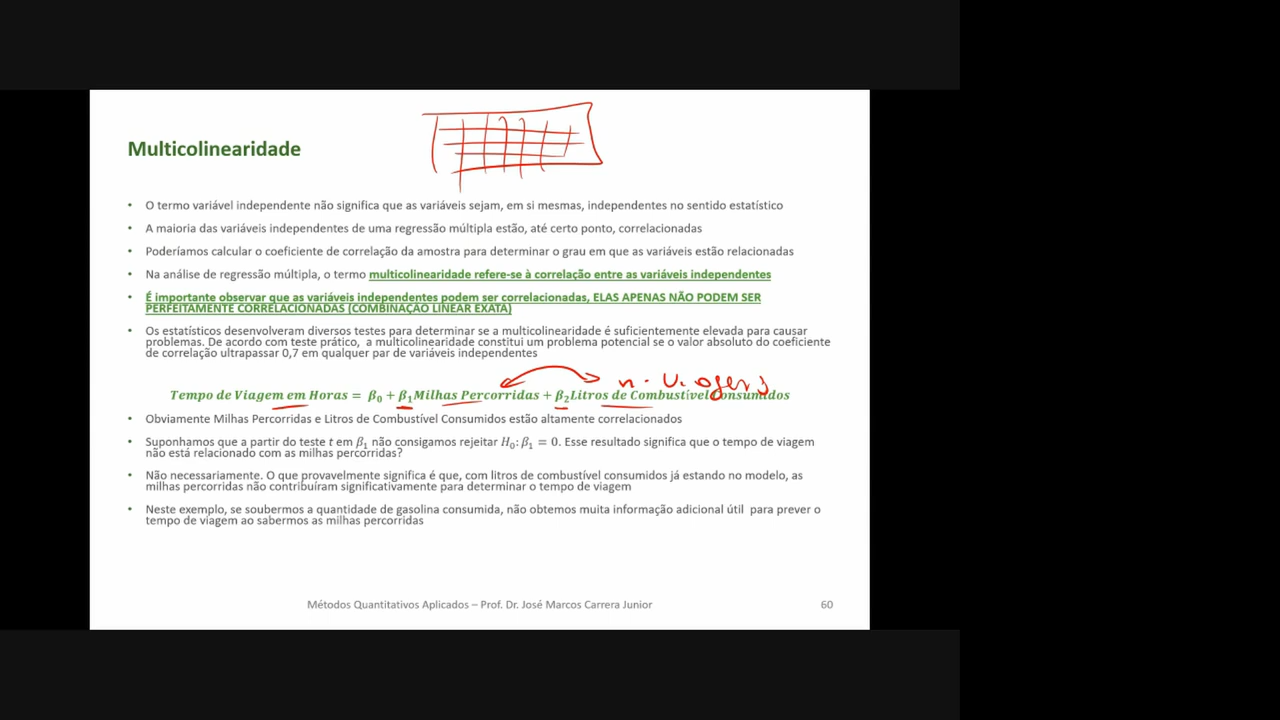 Multicolinearidade
• O termo variável independente não significa que as variáveis sejam, em si mesmas, independentes no sentido estatístico
• A maioria das variáveis independentes de uma regressão múltipla estão, até certo ponto, correlacionadas
• Poderíamos calcular o coeficiente de correlação da amostra para determinar o grau em que as variáveis estão relacionadas
• Na análise de regressão múltipla, o termo multicolinearidade refere-se à correlação entre as variáveis independentes
• É importante observar que as variáveis independentes podem ser correlacionadas, ELAS APENAS NÃO PODEM SER
PERFEITAMENTE CORRELACIONADAS (COMBINAÇÃO LINEAR EXATA)
• Os estatísticos desenvolveram diversos testes para determinar se a multicolinearidade é suficientemente elevada para causar
problemas. De acordo com teste prático, a multicolinearidade constitui um problema potencial se o valor absoluto do coeficiente
de correlação ultrapassar 0,7 em qualquer par de variáveis independentes
n. Viagens
Tempo de Viagem em Horas = β₀ + β₁Milhas Percorridas + β₂Litros de Combustível Consumidos
• Obviamente Milhas Percorridas e Litros de Combustível Consumidos estão altamente correlacionados
• Suponhamos que a partir do teste t em β₁ não consigamos rejeitar H₀: β₁ = 0. Esse resultado significa que o tempo de viagem
não está relacionado com as milhas percorridas?
• Não necessariamente. O que provavelmente significa é que, com litros de combustível consumidos já estando no modelo, as
milhas percorridas não contribuíram significativamente para determinar o tempo de viagem
• Neste exemplo, se soubermos a quantidade de gasolina consumida, não obtemos muita informação adicional útil para prever o
tempo de viagem ao sabermos as milhas percorridas
Métodos Quantitativos Aplicados – Prof. Dr. José Marcos Carrera Junior
60